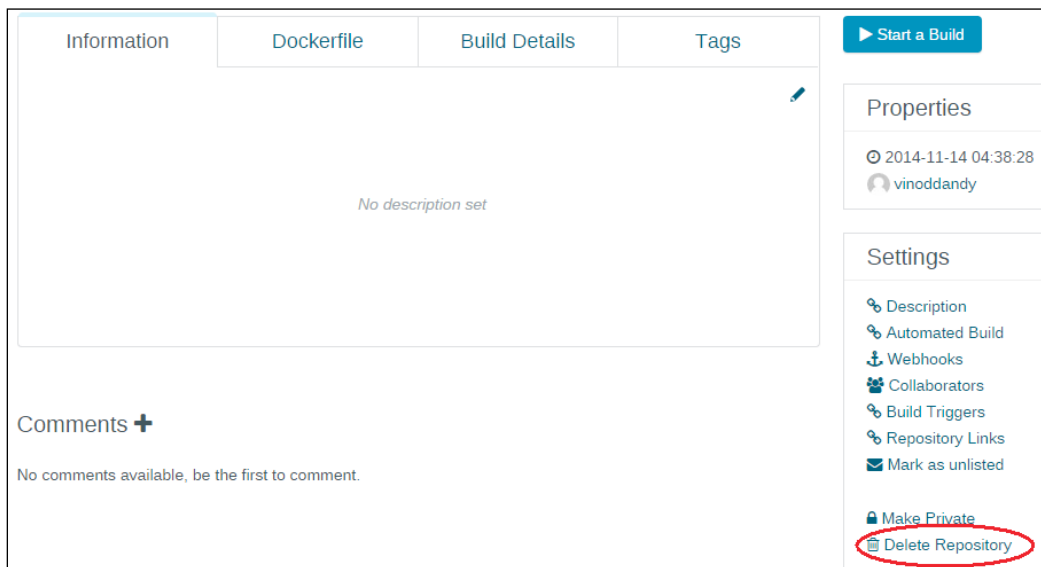 Information Dockerfile Build Details Tags
No description set
Comments
No comments available, be the first to comment.
Start a Build
Properties
2014-11-14 04:38:28
vinoddandy
Settings
Description
Automated Build
Webhooks
Collaborators
Build Triggers
Repository Links
Mark as unlisted
Make Private
Delete Repository